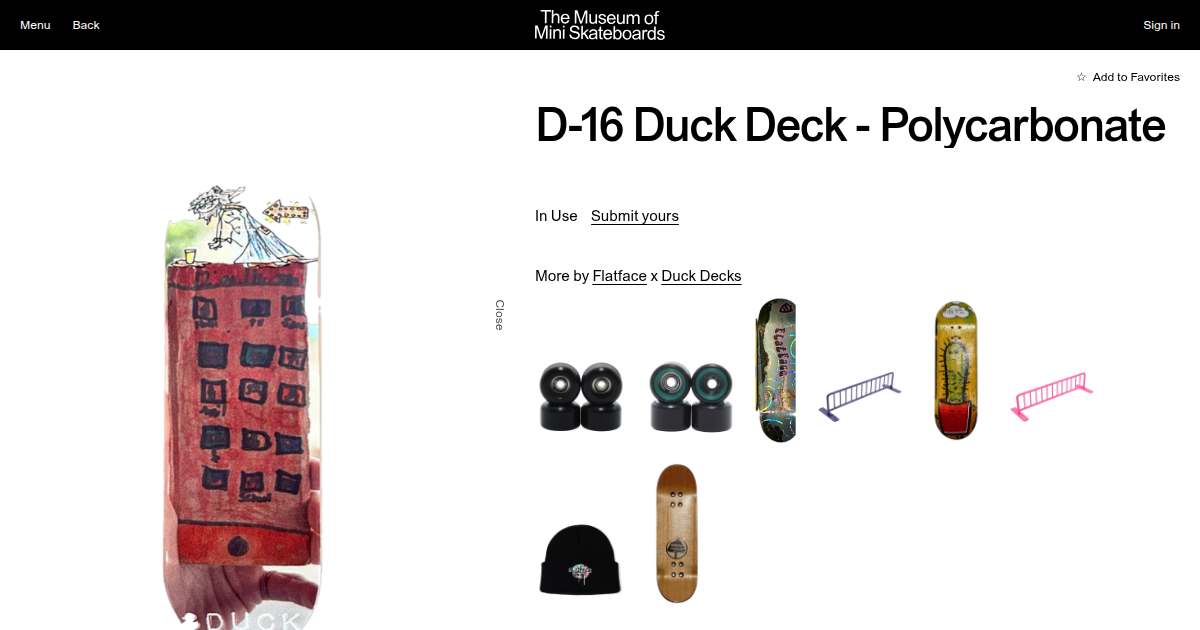 Menu
Back
The Museum of
Mini Skateboards
Sign in
☆ Add to Favorites
D-16 Duck Deck - Polycarbonate
In Use
Submit yours
More by Flatface x Duck Decks
Close
DUCK